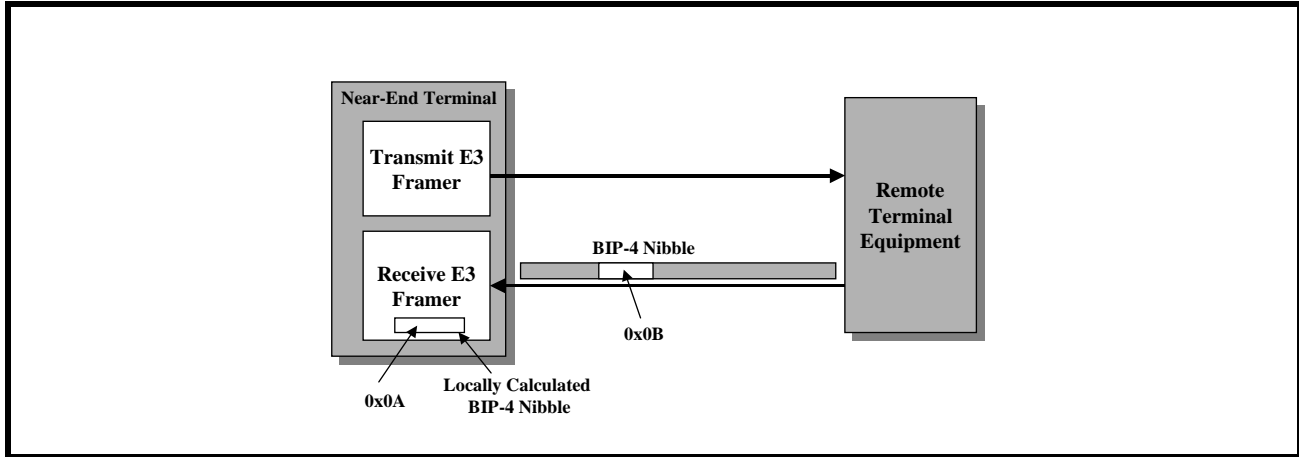 Near-End Terminal
Transmit E3
Framer
Remote
Terminal
Equipment
BIP-4 Nibble
Receive E3
Framer
0x0B
0x0A
Locally Calculated
BIP-4 Nibble